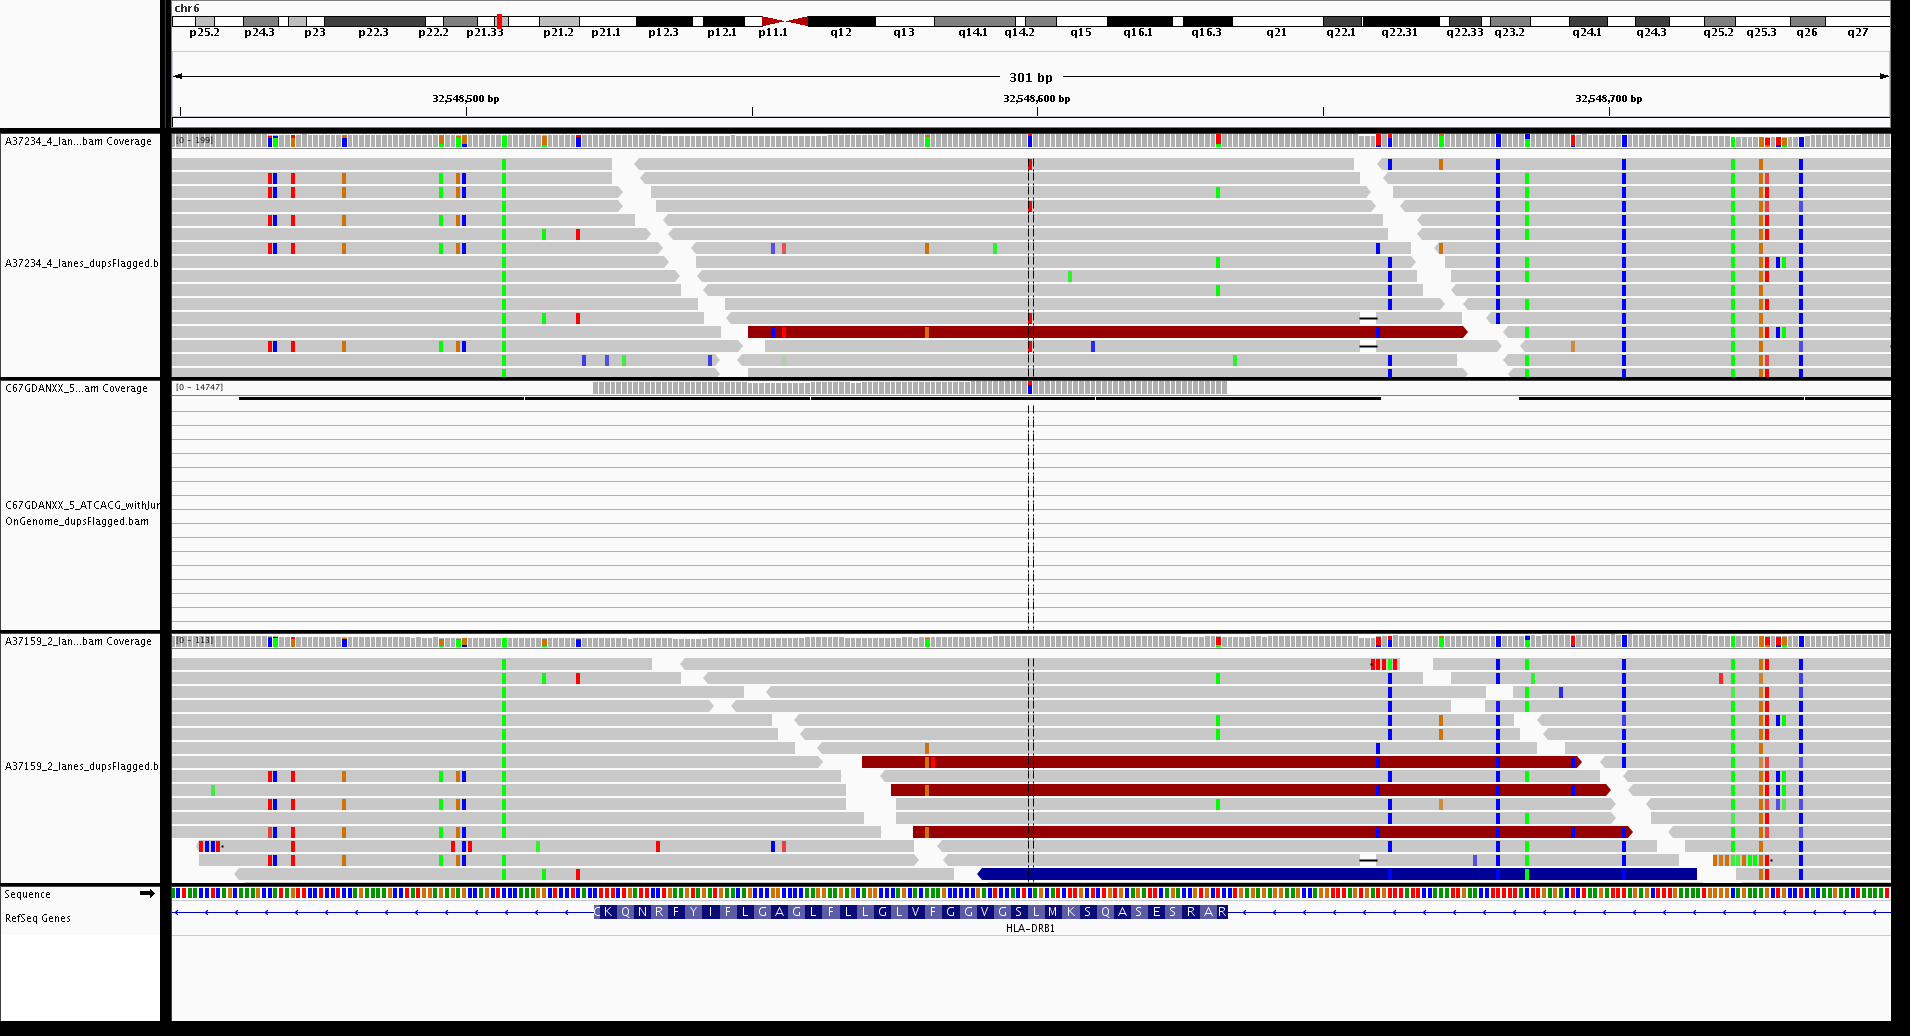 chr6
p25.2 p24.3 p23 p22.3 p22.2 p21.33 p21.2 p21.1 p12.3 p12.1 p11.1 q12 q13 q14.1 q14.2 q15 q16.1 q16.3 q21 q22.1 q22.31 q22.33 q23.2 q24.1 q24.3 q25.2 q25.3 q26 q27
301 bp
32,548,500 bp 32,548,600 bp 32,548,700 bp
A37234_4_lan...bam Coverage [0 - 199]
A37234_4_lanes_dupsFlagged.b
C67GDANXX_5...am Coverage [0 - 14747]
C67GDANXX_5_ATCACG_withJur
OnGenome_dupsFlagged.bam
A37159_2_lan...bam Coverage [0 - 113]
A37159_2_lanes_dupsFlagged.b
Sequence
RefSeq Genes C K Q N R F Y I F L G A G L F L L G L V F G G V G S L M K S Q A S E S R A R
HLA-DRB1